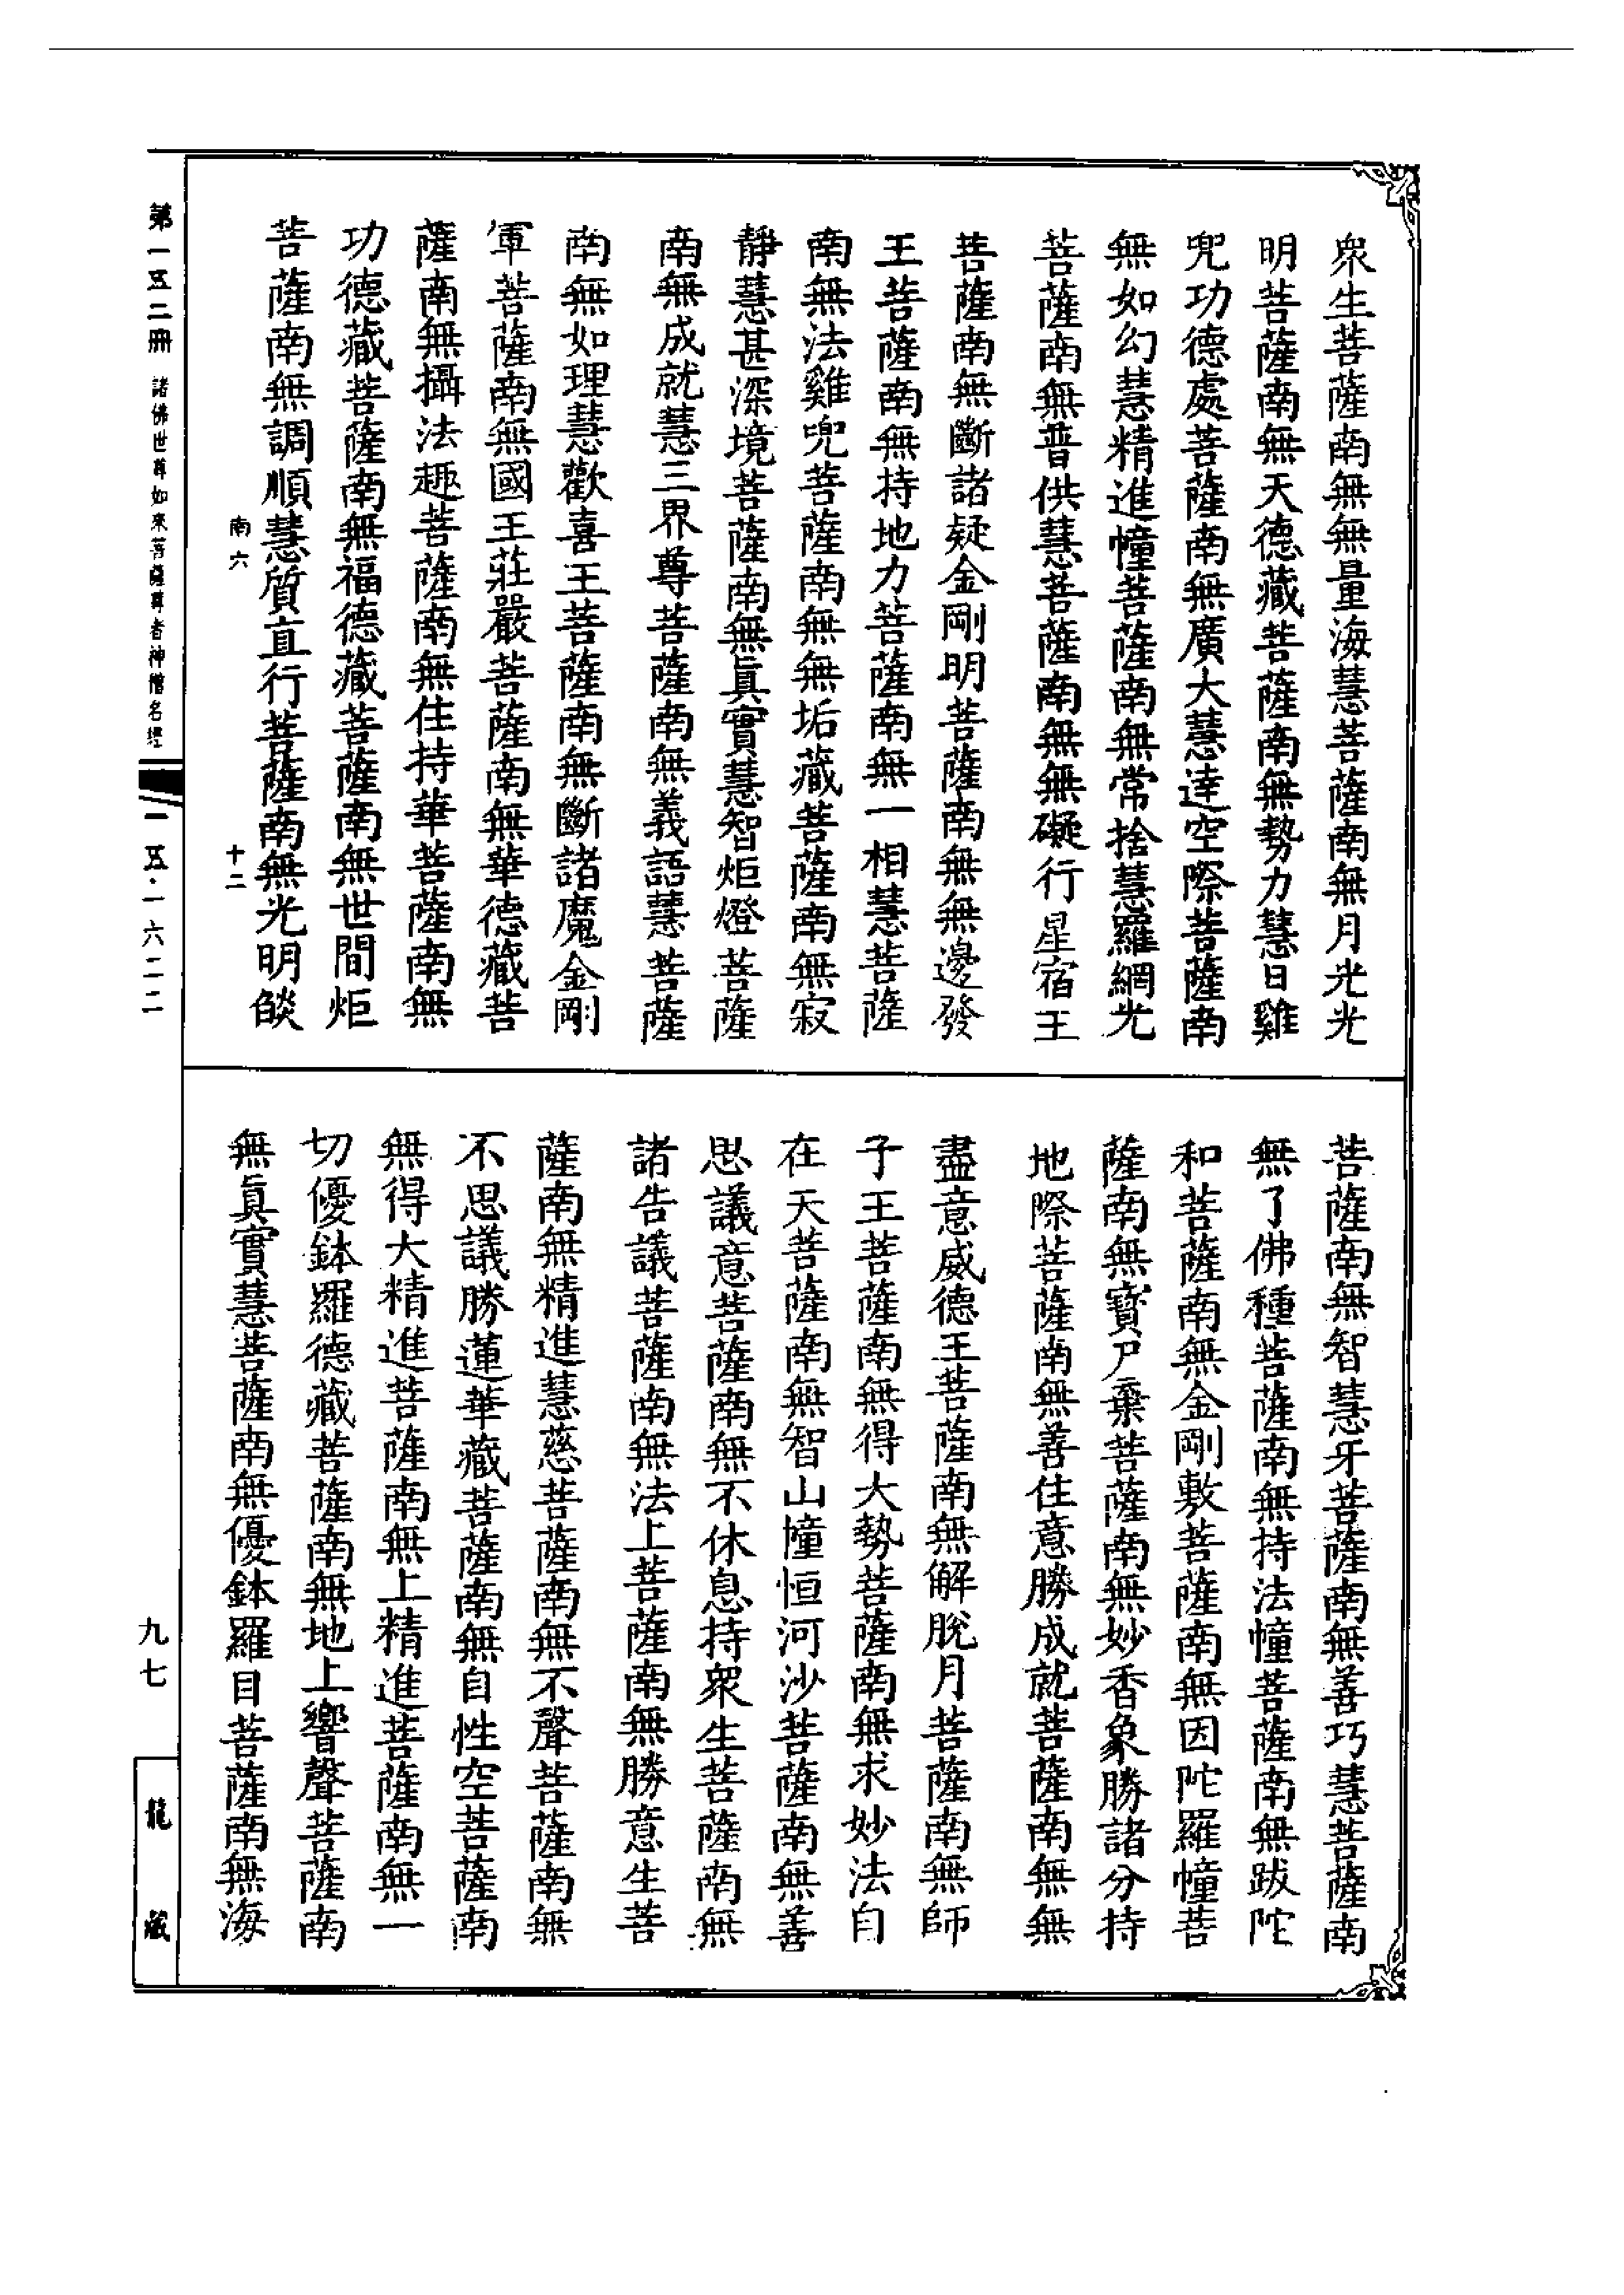 衆生菩薩南無無量海慧菩薩南無月光光
明菩薩南無天德藏菩薩南無勢力慧日雞
兜功德處菩薩南無廣大慧達空際菩薩南
無如幻慧精進幢菩薩南無常捨慧羅網光
菩薩南無普供慧菩薩南無無礙行星宿王
菩薩南無斷諸疑金剛明菩薩南無無邊發
王菩薩南無持地力菩薩南無一相慧菩薩
南無法雞兜菩薩南無無垢藏菩薩南無寂
靜慧甚深境菩薩南無眞實慧智炬燈菩薩
南無成就慧三界尊菩薩南無義語慧菩薩
南無如理慧歡喜王菩薩南無斷諸魔金剛
軍菩薩南無國王莊嚴菩薩南無華德藏菩
薩南無攝法趣菩薩南無住持華菩薩南無
功德藏菩薩南無福德藏菩薩南無世間炬
菩薩南無調順慧質直行菩薩南無光明燄
南六
十二
菩薩南無智慧牙菩薩南無善巧慧菩薩南
無了佛種菩薩南無持法幢菩薩南無跋陀
和菩薩南無金剛敷菩薩南無因陀羅幢菩
薩南無寶尸棄菩薩南無妙香象勝諸分持
地際菩薩南無善住意勝成就菩薩南無無
盡意威德王菩薩南無解脫月菩薩南無師
子王菩薩南無得大勢菩薩南無求妙法自
在天菩薩南無智山幢恒河沙菩薩南無善
思議意菩薩南無不休息持衆生菩薩南無
諸告議菩薩南無法上菩薩南無勝意生菩
薩南無精進慧慈菩薩南無不聲菩薩南無
不思議勝蓮華藏菩薩南無自性空菩薩南
無得大精進菩薩南無上精進菩薩南無一
切優鉢羅德藏菩薩南無地上響聲菩薩南
無眞實慧菩薩南無優鉢羅目菩薩南無海
第一五二冊
諸佛世尊如來菩薩尊者神僧名經
一五二·六二二
九七
龍藏